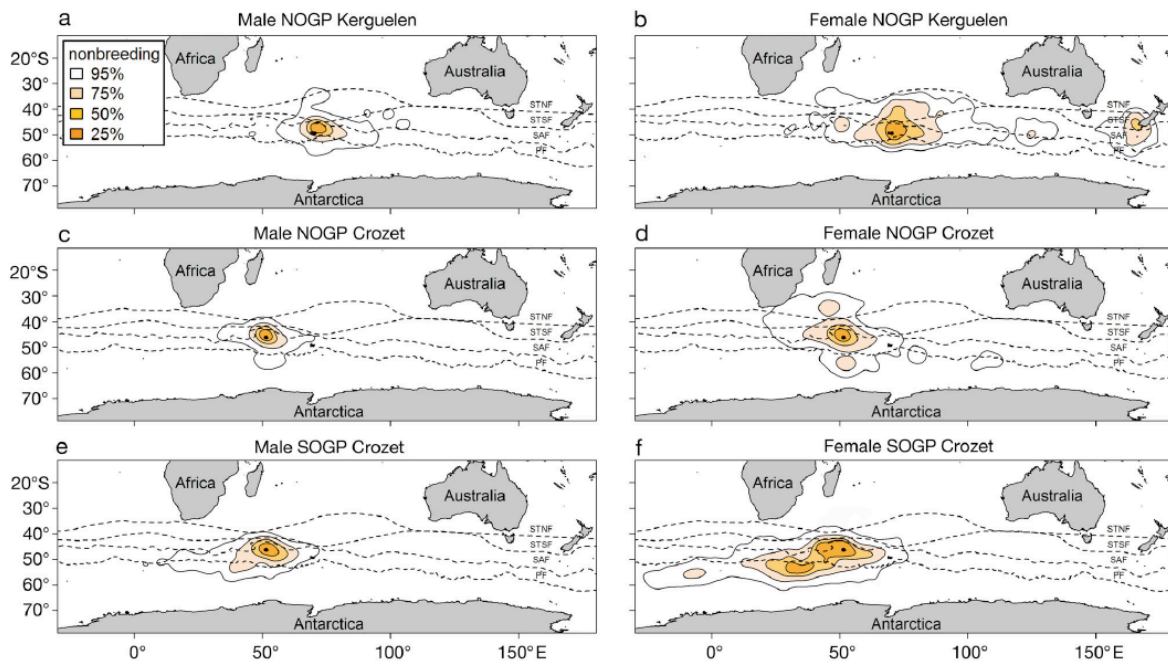 a Male NOGP Kerguelen
b Female NOGP Kerguelen
nonbreeding
95%
75%
50%
25%
20°S
30°
40°
50°
60°
70°
Africa
Australia
STNF
STSF
SAF
PF
Antarctica
Africa
Australia
STNF
STSF
SAF
PF
Antarctica
c Male NOGP Crozet
d Female NOGP Crozet
20°S
30°
40°
50°
60°
70°
Africa
Australia
STNF
STSF
SAF
PF
Antarctica
Africa
Australia
STNF
STSF
SAF
PF
Antarctica
e Male SOGP Crozet
f Female SOGP Crozet
20°S
30°
40°
50°
60°
70°
Africa
Australia
STNF
STSF
SAF
PF
Antarctica
Africa
Australia
STNF
STSF
SAF
PF
Antarctica
0° 50° 100° 150°E
0° 50° 100° 150°E